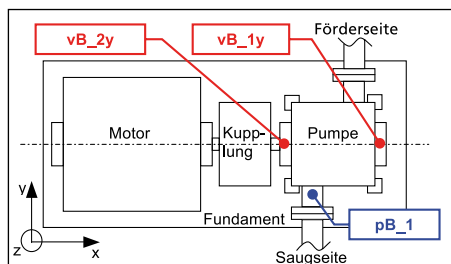 vB_2y
vB_1y
Förderseite
Motor
Kupp-
lung
Pumpe
y
z
x
Fundament
pB_1
Saugseite